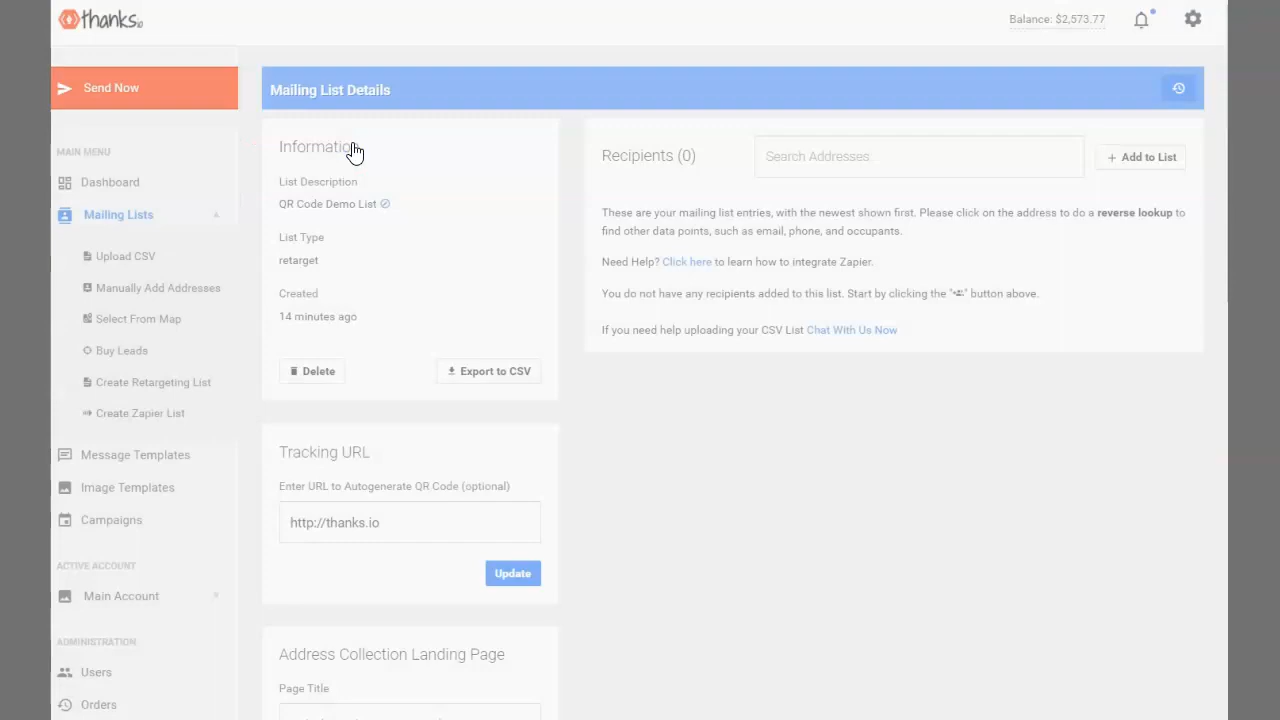 thanks.io
Balance: $2,573.77
Send Now
MAIN MENU
Dashboard
Mailing Lists
Upload CSV
Manually Add Addresses
Select From Map
Buy Leads
Create Retargeting List
Create Zapier List
Message Templates
Image Templates
Campaigns
ACTIVE ACCOUNT
Main Account
ADMINISTRATION
Users
Orders
Mailing List Details
Information
List Description
QR Code Demo List
List Type
retarget
Created
14 minutes ago
Delete
Export to CSV
Tracking URL
Enter URL to Autogenerate QR Code (optional)
http://thanks.io
Update
Address Collection Landing Page
Page Title
Recipients (0)
Search Addresses
+ Add to List
These are your mailing list entries, with the newest shown first. Please click on the address to do a reverse lookup to
find other data points, such as email, phone, and occupants.
Need Help? Click here to learn how to integrate Zapier.
You do not have any recipients added to this list. Start by clicking the "" button above.
If you need help uploading your CSV List Chat With Us Now